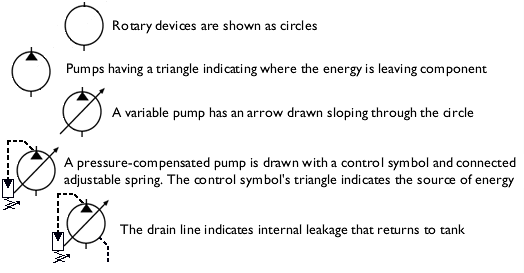 Rotary devices are shown as circles
Pumps having a triangle indicating where the energy is leaving component
A variable pump has an arrow drawn sloping through the circle
A pressure-compensated pump is drawn with a control symbol and connected
adjustable spring. The control symbol's triangle indicates the source of energy
The drain line indicates internal leakage that returns to tank